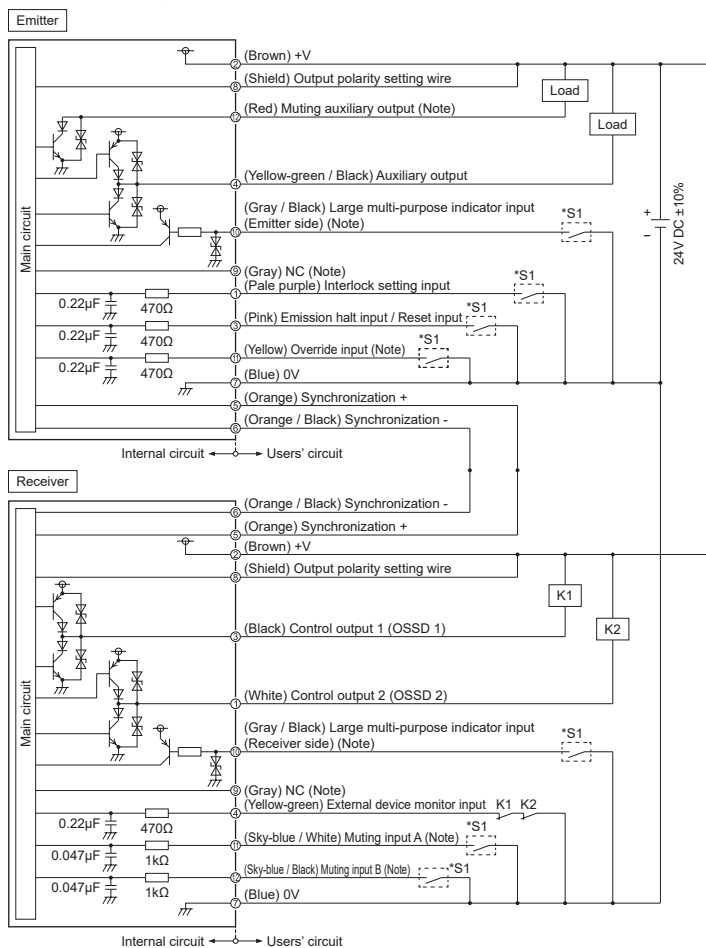 Emitter
(Brown) +V
②
(Shield) Output polarity setting wire
⑧
Load
(Red) Muting auxiliary output (Note)
⑫
Load
(Yellow-green / Black) Auxiliary output
④
(Gray / Black) Large multi-purpose indicator input
(Emitter side) (Note)
⑩
*S1
+
−
24V DC ±10%
Main circuit
(Gray) NC (Note)
⑨
(Pale purple) Interlock setting input
①
*S1
0.22µF
470Ω
(Pink) Emission halt input / Reset input
③
*S1
0.22µF
470Ω
(Yellow) Override input (Note)
⑪
*S1
0.22µF
470Ω
(Blue) 0V
⑦
(Orange) Synchronization +
⑤
(Orange / Black) Synchronization -
⑥
Internal circuit
Users' circuit
Receiver
(Orange / Black) Synchronization -
⑥
(Orange) Synchronization +
⑤
(Brown) +V
②
(Shield) Output polarity setting wire
⑧
K1
(Black) Control output 1 (OSSD 1)
③
K2
(White) Control output 2 (OSSD 2)
①
Main circuit
(Gray / Black) Large multi-purpose indicator input
(Receiver side) (Note)
⑩
*S1
(Gray) NC (Note)
⑨
(Yellow-green) External device monitor input K1 K2
④
0.22µF
470Ω
(Sky-blue / White) Muting input A (Note)
⑪
*S1
0.047µF
1kΩ
(Sky-blue / Black) Muting input B (Note)
⑫
*S1
0.047µF
1kΩ
(Blue) 0V
⑦
Internal circuit
Users' circuit